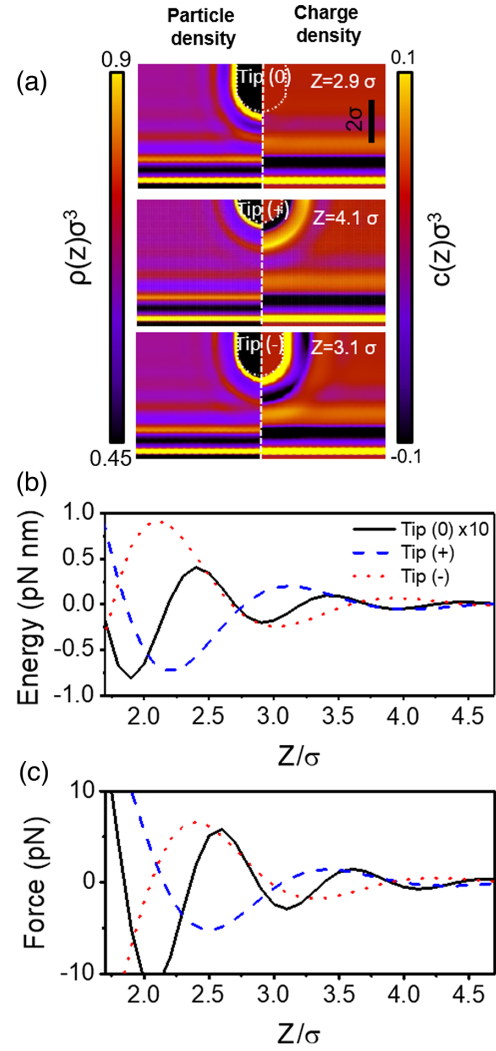 Particle density
Charge density
(a)
0.9
0.1
Tip (0)
Z=2.9 σ
2σ
Tip (+)
Z=4.1 σ
Tip (-)
Z=3.1 σ
ρ(z)σ³
c(z)σ³
0.45
-0.1
(b)
Energy (pN nm)
1.0
0.5
0.0
-0.5
-1.0
Tip (0) x10
Tip (+)
Tip (-)
2.0 2.5 3.0 3.5 4.0 4.5
Z/σ
(c)
Force (pN)
10
0
-10
2.0 2.5 3.0 3.5 4.0 4.5
Z/σ